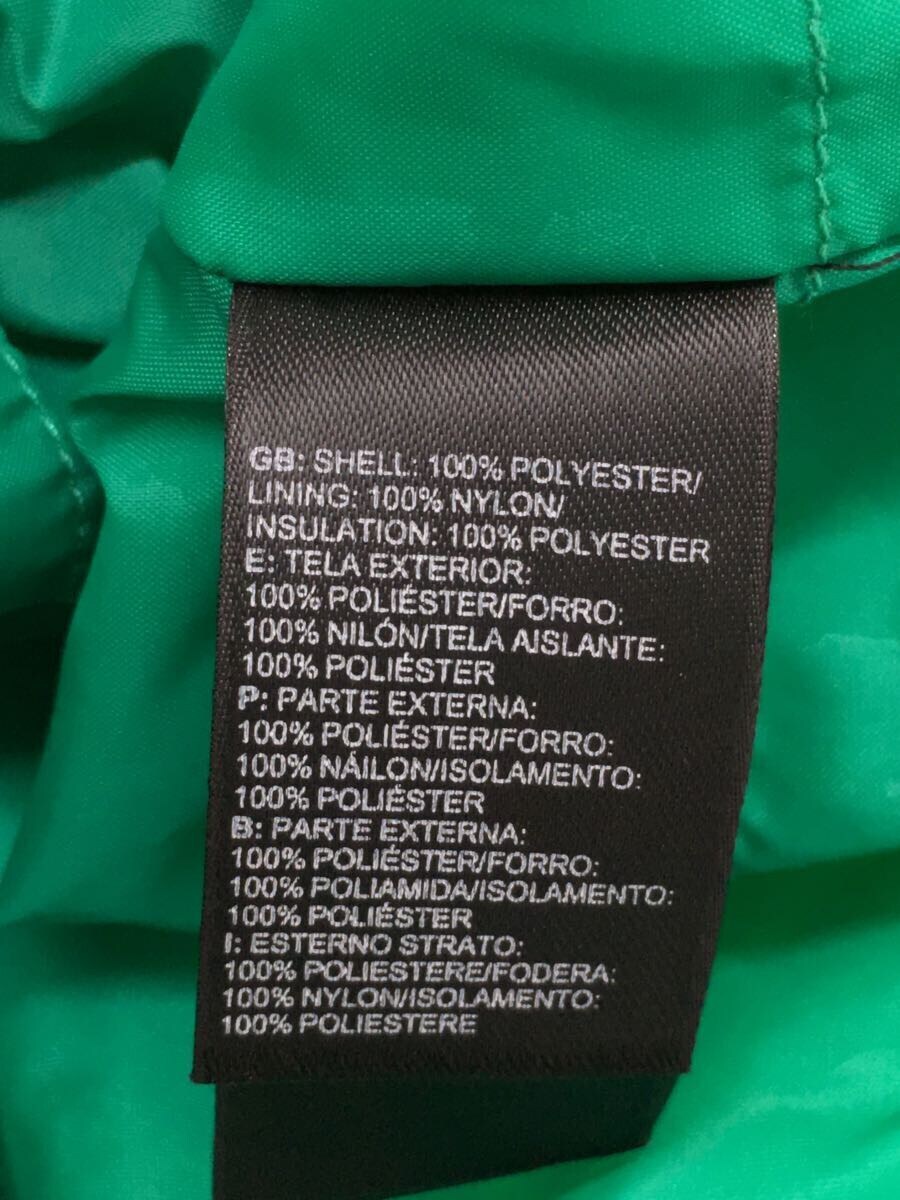 GB: SHELL: 100% POLYESTER/
LINING: 100% NYLON/
INSULATION: 100% POLYESTER
E: TELA EXTERIOR:
100% POLIÉSTER/FORRO:
100% NILÓN/TELA AISLANTE:
100% POLIÉSTER
P: PARTE EXTERNA:
100% POLIÉSTER/FORRO:
100% NÁILON/ISOLAMENTO:
100% POLIÉSTER
B: PARTE EXTERNA:
100% POLIÉSTER/FORRO:
100% POLIAMIDA/ISOLAMENTO:
100% POLIÉSTER
I: ESTERNO STRATO:
100% POLIESTERE/FODERA:
100% NYLON/ISOLAMENTO:
100% POLIESTERE